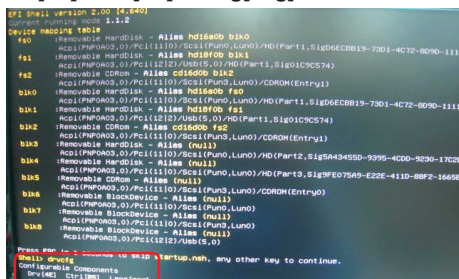 EFI Shell version 2.00 [4.640]
Current running mode 1.1.2
Device mapping table
fs0 :Removable HardDisk - Alias hd16a0b blk0
Acpi(PNP0A03,0)/Pci(11|0)/Scsi(Pun0,Lun0)/HD(Part1,SigD6ECBB19-73D1-4C72-8D9D-111
fs1 :Removable HardDisk - Alias hd18f0b blk1
Acpi(PNP0A03,0)/Pci(12|2)/Usb(5,0)/HD(Part1,Sig01C9C574)
fs2 :Removable CDRom - Alias cd16d0b blk2
Acpi(PNP0A03,0)/Pci(11|0)/Scsi(Pun3,Lun0)/CDROM(Entry1)
blk0 :Removable HardDisk - Alias hd16a0b fs0
Acpi(PNP0A03,0)/Pci(11|0)/Scsi(Pun0,Lun0)/HD(Part1,SigD6ECBB19-73D1-4C72-8D9D-1111
blk1 :Removable HardDisk - Alias hd18f0b fs1
Acpi(PNP0A03,0)/Pci(12|2)/Usb(5,0)/HD(Part1,Sig01C9C574)
blk2 :Removable CDRom - Alias cd16d0b fs2
Acpi(PNP0A03,0)/Pci(11|0)/Scsi(Pun3,Lun0)/CDROM(Entry1)
blk3 :Removable HardDisk - Alias (null)
Acpi(PNP0A03,0)/Pci(11|0)/Scsi(Pun0,Lun0)/HD(Part2,Sig5A43455D-9395-4CDD-9230-17C2
blk4 :Removable HardDisk - Alias (null)
Acpi(PNP0A03,0)/Pci(11|0)/Scsi(Pun0,Lun0)/HD(Part3,Sig9FE075A9-E22E-411D-88F2-1665
blk5 :Removable CDRom - Alias (null)
Acpi(PNP0A03,0)/Pci(11|0)/Scsi(Pun3,Lun0)/CDROM(Entry0)
blk6 :Removable BlockDevice - Alias (null)
Acpi(PNP0A03,0)/Pci(11|0)/Scsi(Pun0,Lun0)
blk7 :Removable BlockDevice - Alias (null)
Acpi(PNP0A03,0)/Pci(11|0)/Scsi(Pun3,Lun0)
blk8 :Removable BlockDevice - Alias (null)
Acpi(PNP0A03,0)/Pci(12|2)/Usb(5,0)
Press ESC in 1 seconds to skip startup.nsh, any other key to continue.
Shell> drvcfg
Configurable Components
Drv[4E] Ctrl[85]